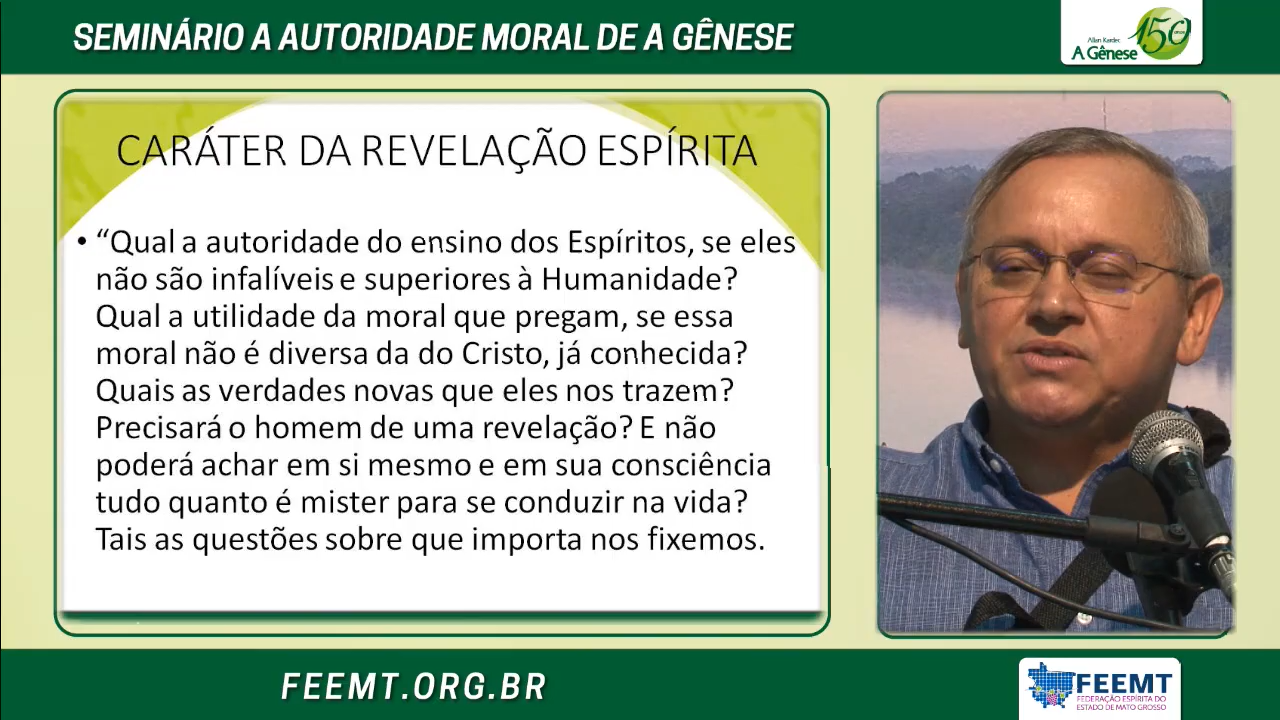 SEMINÁRIO A AUTORIDADE MORAL DE A GÊNESE
Allan Kardec
A Gênese
150
anos
CARÁTER DA REVELAÇÃO ESPÍRITA
• “Qual a autoridade do ensino dos Espíritos, se eles
não são infalíveis e superiores à Humanidade?
Qual a utilidade da moral que pregam, se essa
moral não é diversa da do Cristo, já conhecida?
Quais as verdades novas que eles nos trazem?
Precisará o homem de uma revelação? E não
poderá achar em si mesmo e em sua consciência
tudo quanto é mister para se conduzir na vida?
Tais as questões sobre que importa nos fixemos.
FEEMT.ORG.BR
FEEMT
FEDERAÇÃO ESPÍRITA DO
ESTADO DE MATO GROSSO